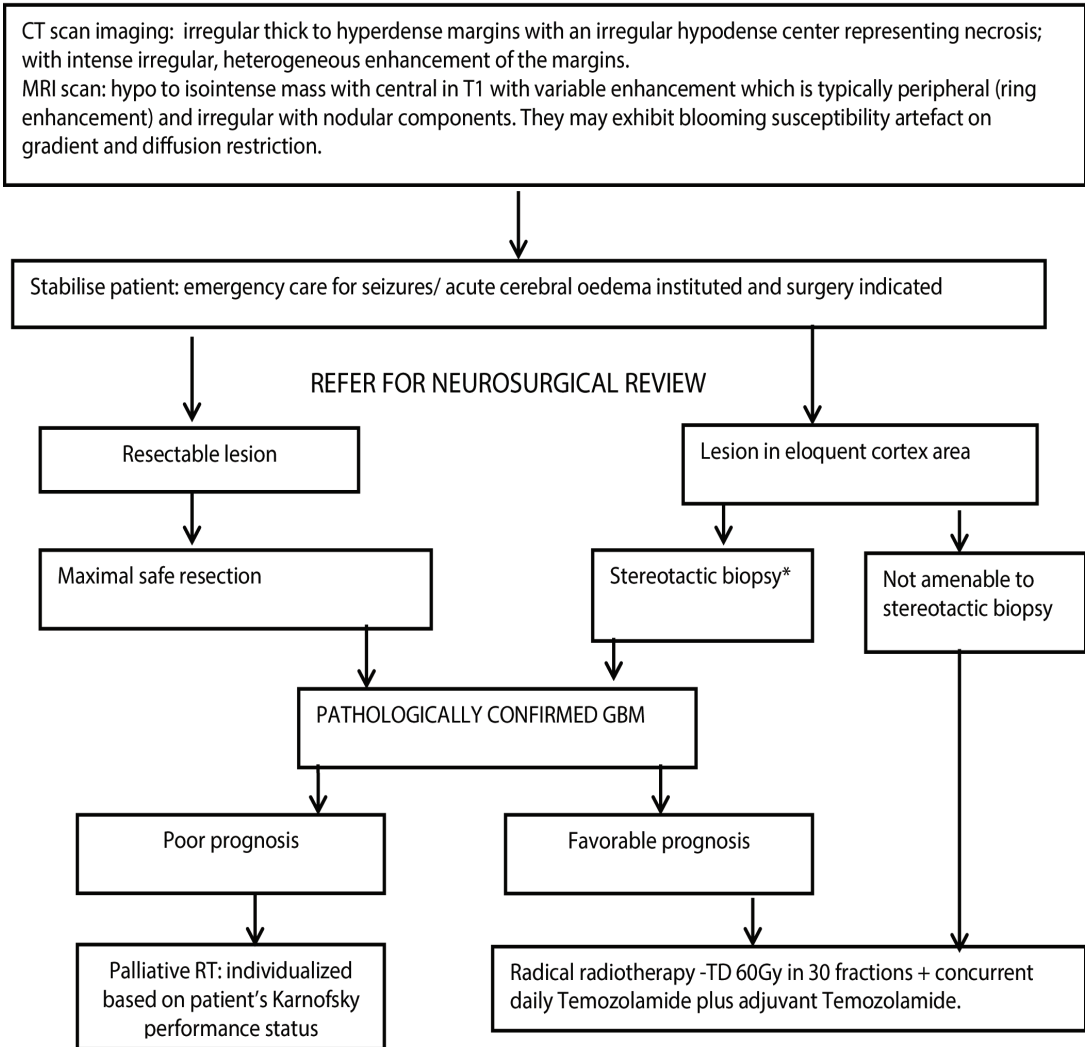 CT scan imaging: irregular thick to hyperdense margins with an irregular hypodense center representing necrosis;
with intense irregular, heterogeneous enhancement of the margins.
MRI scan: hypo to isointense mass with central in T1 with variable enhancement which is typically peripheral (ring
enhancement) and irregular with nodular components. They may exhibit blooming susceptibility artefact on
gradient and diffusion restriction.
Stabilise patient: emergency care for seizures/ acute cerebral oedema instituted and surgery indicated
REFER FOR NEUROSURGICAL REVIEW
Resectable lesion
Lesion in eloquent cortex area
Maximal safe resection
Stereotactic biopsy*
Not amenable to
stereotactic biopsy
PATHOLOGICALLY CONFIRMED GBM
Poor prognosis
Favorable prognosis
Palliative RT: individualized
based on patient's Karnofsky
performance status
Radical radiotherapy -TD 60Gy in 30 fractions + concurrent
daily Temozolamide plus adjuvant Temozolamide.